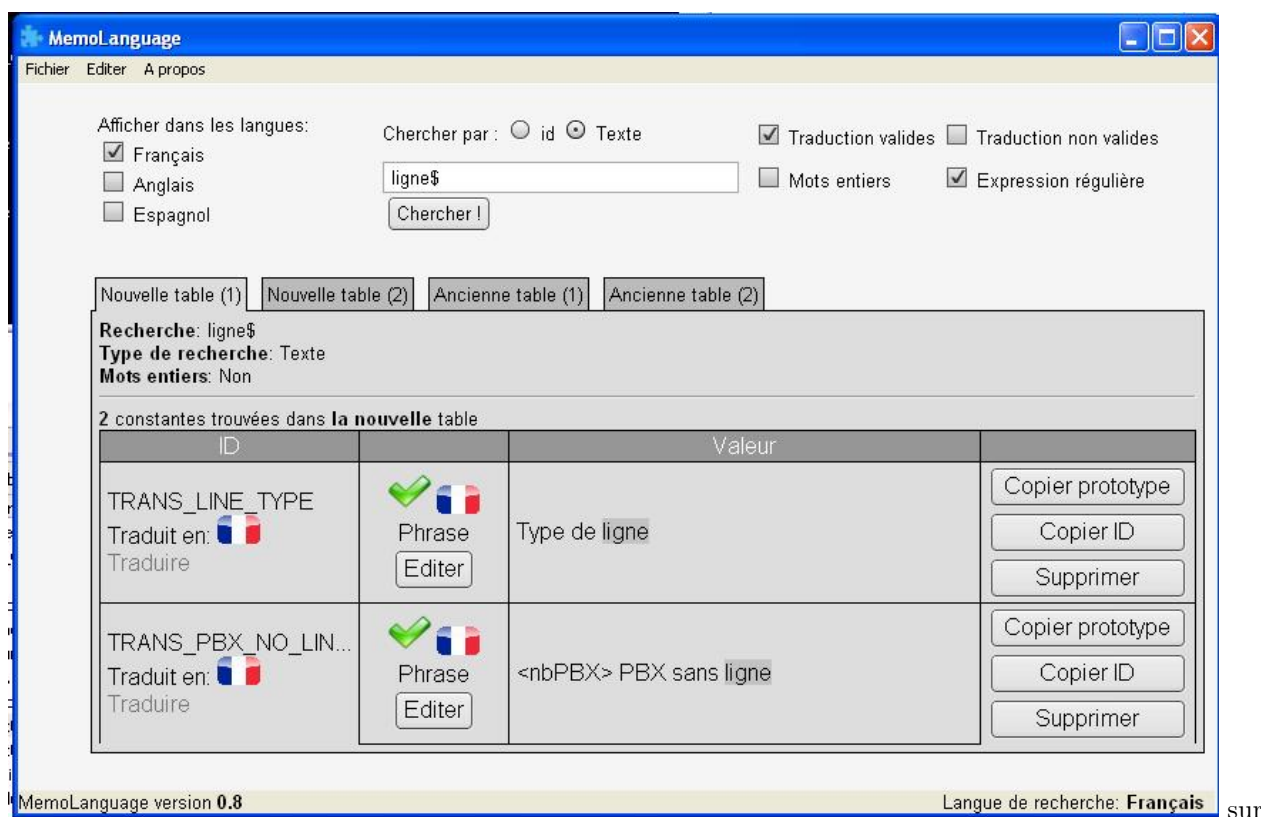 MemoLanguage
Fichier Editer A propos
Afficher dans les langues:
Français
Anglais
Espagnol
Chercher par : id Texte
ligne$
Chercher !
Traduction valides Traduction non valides
Mots entiers Expression régulière
Nouvelle table (1) Nouvelle table (2) Ancienne table (1) Ancienne table (2)
Recherche: ligne$
Type de recherche: Texte
Mots entiers: Non
2 constantes trouvées dans la nouvelle table
ID Valeur
TRANS_LINE_TYPE
Traduit en:
Traduire
Phrase
Editer
Type de ligne
Copier prototype
Copier ID
Supprimer
TRANS_PBX_NO_LIN...
Traduit en:
Traduire
Phrase
Editer
<nbPBX> PBX sans ligne
Copier prototype
Copier ID
Supprimer
MemoLanguage version 0.8 Langue de recherche: Français
sur